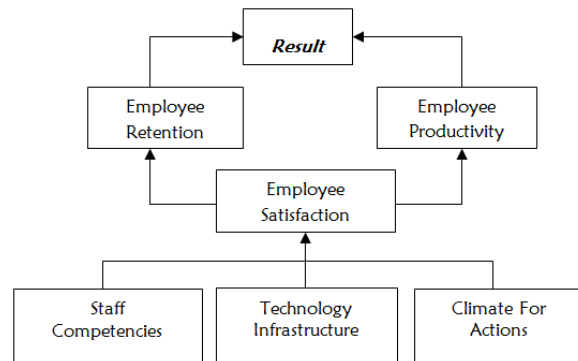 Result
Employee
Retention
Employee
Productivity
Employee
Satisfaction
Staff
Competencies
Technology
Infrastructure
Climate For
Actions